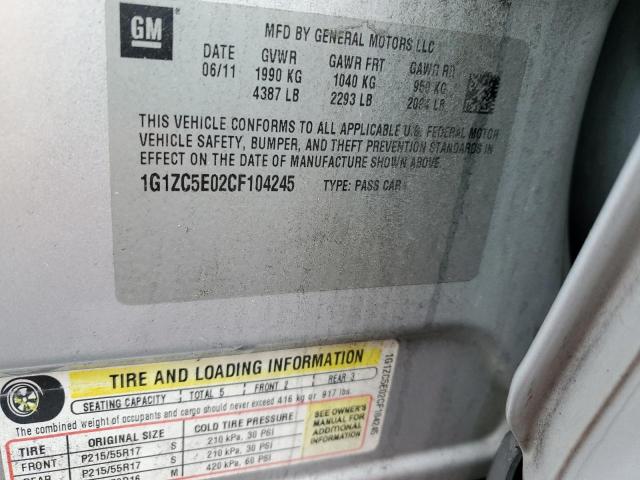 GM
MFD BY GENERAL MOTORS LLC
DATE GVWR GAWR FRT GAWR RR
06/11 1990 KG 1040 KG 950 KG
4387 LB 2293 LB 2094 LB
THIS VEHICLE CONFORMS TO ALL APPLICABLE U.S. FEDERAL MOTOR
VEHICLE SAFETY, BUMPER, AND THEFT PREVENTION STANDARDS
IN EFFECT ON THE DATE OF MANUFACTURE SHOWN ABOVE.
1G1ZC5E02CF104245 TYPE: PASS CAR
TIRE AND LOADING INFORMATION
SEATING CAPACITY TOTAL 5 FRONT 2 REAR 3
The combined weight of occupants and cargo should never exceed 416 kg or 917 lbs.
TIRE ORIGINAL SIZE COLD TIRE PRESSURE
FRONT P215/55R17 S 210 kPa, 30 PSI
REAR P215/55R17 S 210 kPa, 30 PSI
M 420 kPa, 60 PSI
SEE OWNER'S
MANUAL FOR
ADDITIONAL
INFORMATION
1G1ZC5E02CF104245